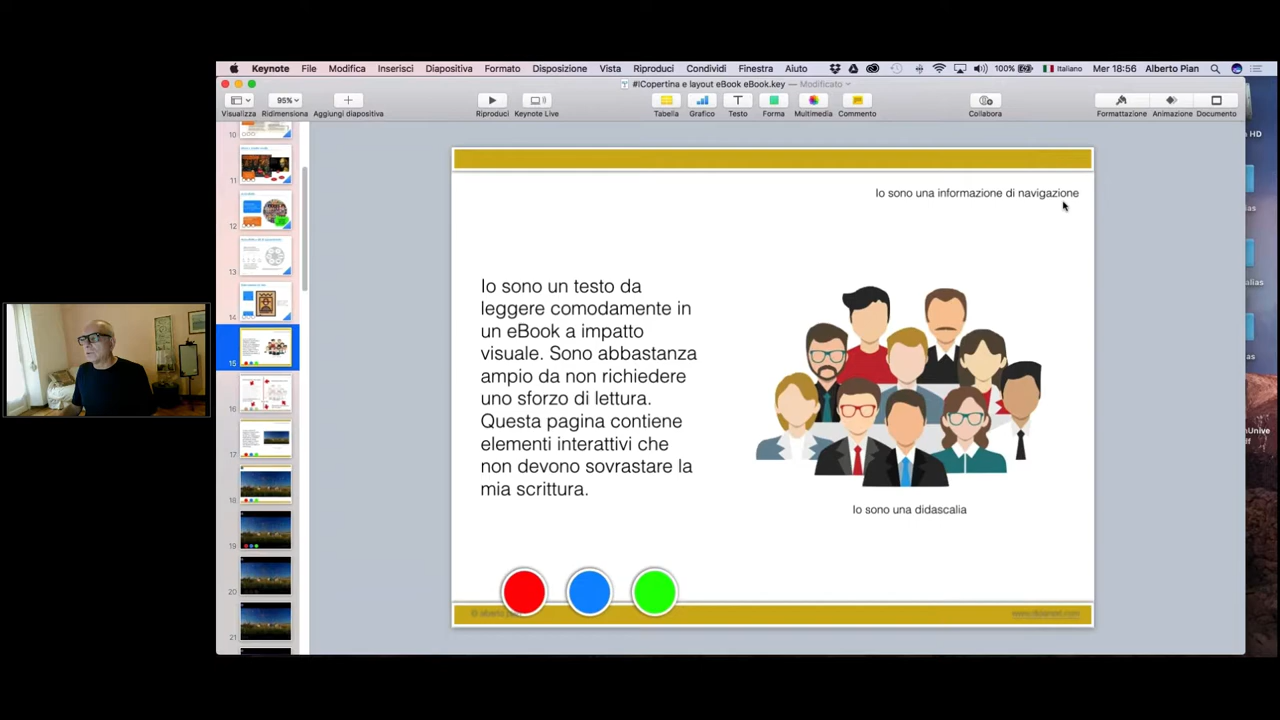 Keynote File Modifica Inserisci Diapositiva Formato Disposizione Vista Riproduci Condividi Finestra Aiuto 100% Italiano Mer 18:56 Alberto Pian
#iCopertina e layout eBook eBook.key — Modificato
95%
Visualizza Ridimensiona Aggiungi diapositiva Riproduci Keynote Live Tabella Grafico Testo Forma Multimedia Commento Collabora Formattazione Animazione Documento
10
11
12
13
14
15
16
17
18
19
20
21
HD
alias
alias
Io sono una informazione di navigazione
Io sono un testo da
leggere comodamente in
un eBook a impatto
visuale. Sono abbastanza
ampio da non richiedere
uno sforzo di lettura.
Questa pagina contiene
elementi interattivi che
non devono sovrastare la
mia scrittura.
Io sono una didascalia